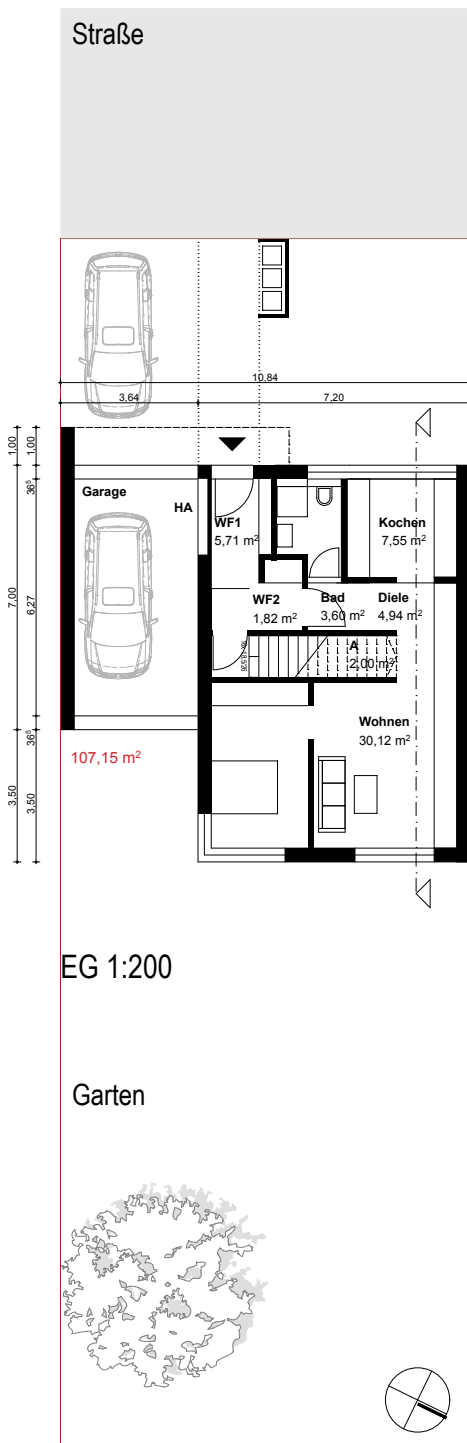 Straße
10,84
3,64
7,20
1,00
1,00
36⁵
Garage
HA
WF1
5,71 m²
Kochen
7,55 m²
7,00
6,27
WF2
1,82 m²
Bad
3,60 m²
Diele
4,94 m²
A
2,00 m²
Wohnen
30,12 m²
36⁵
107,15 m²
3,50
3,50
EG 1:200
Garten